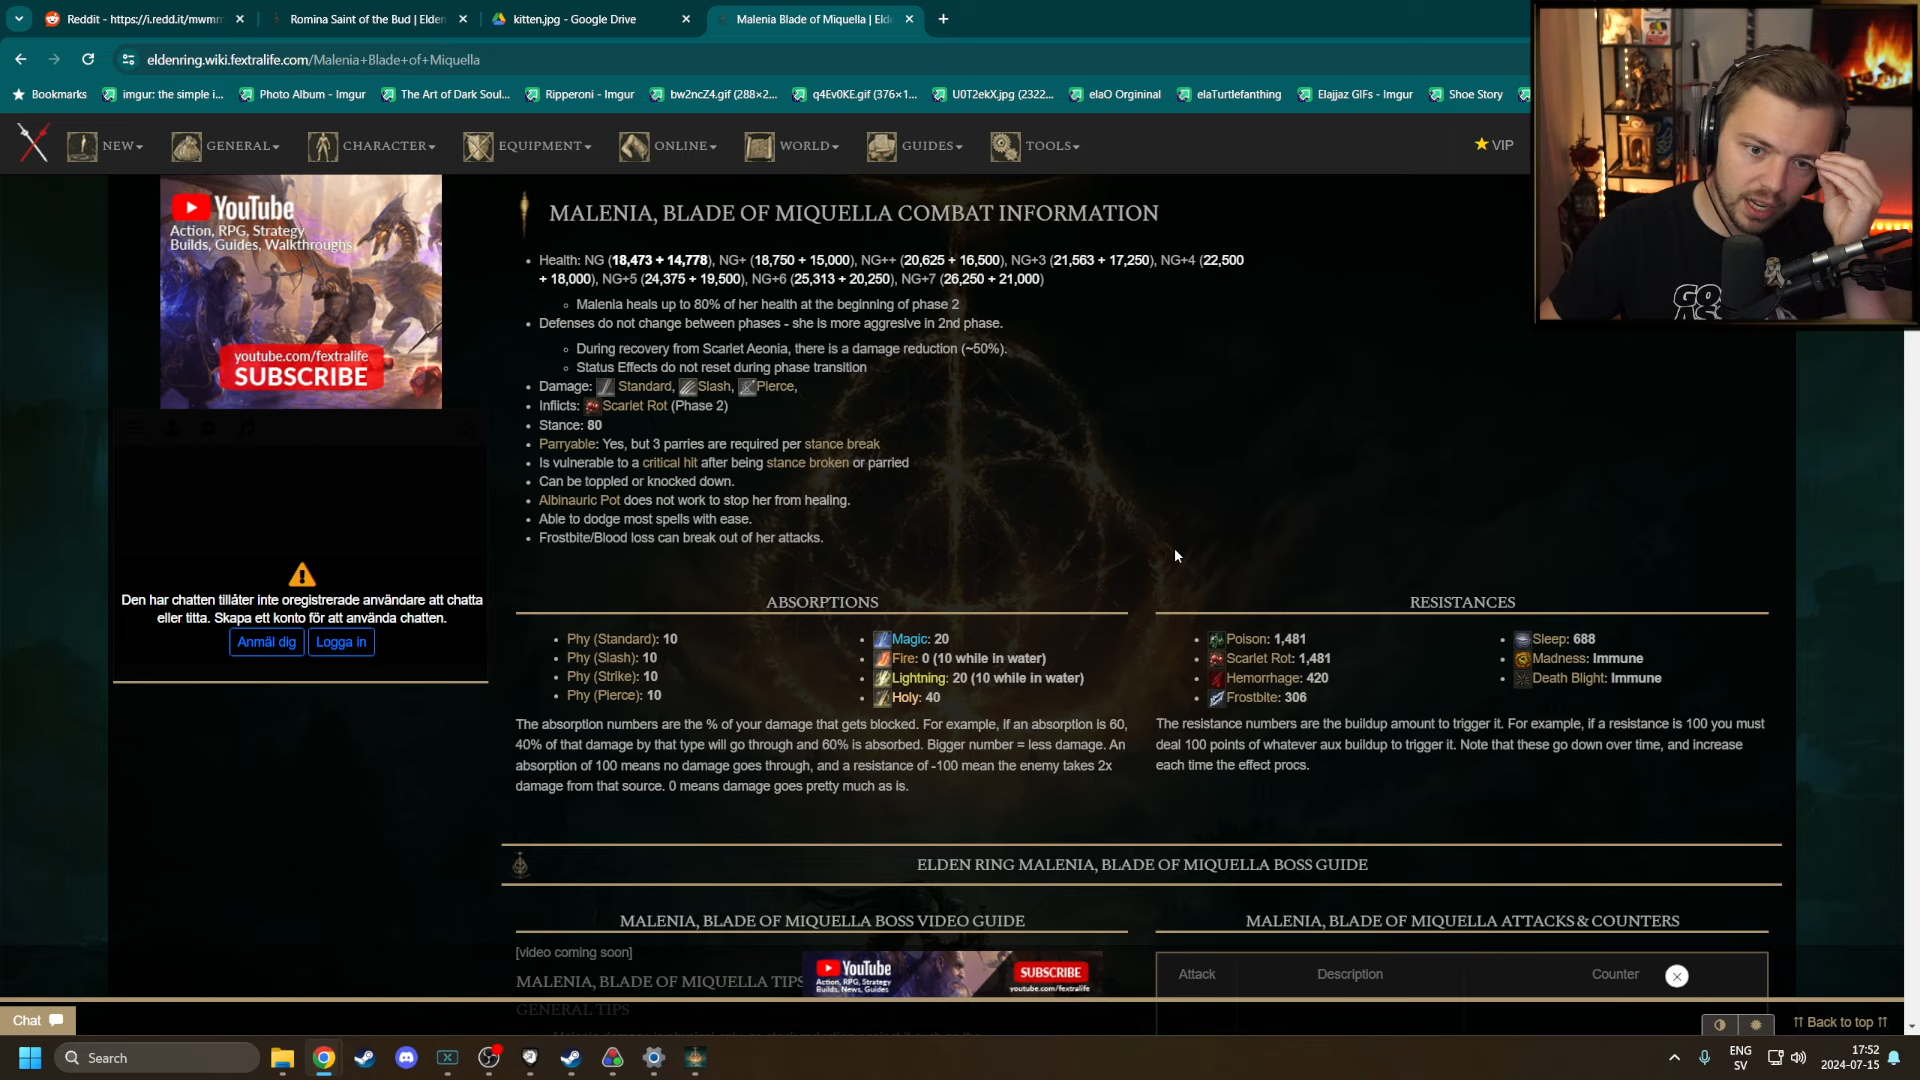 Reddit - https://i.redd.it/mwmr
Romina Saint of the Bud | Elden
kitten.jpg - Google Drive
Malenia Blade of Miquella | Eld
eldenring.wiki.fextralife.com/Malenia+Blade+of+Miquella
Bookmarks
imgur: the simple i...
Photo Album - Imgur
The Art of Dark Soul...
Ripperoni - Imgur
bw2ncZ4.gif (288×2...
q4Ev0KE.gif (376×1...
U0T2ekX.jpg (2322...
elaO Orgininal
elaTurtlefanthing
Elajjaz GIFs - Imgur
Shoe Story
NEW
GENERAL
CHARACTER
EQUIPMENT
ONLINE
WORLD
GUIDES
TOOLS
VIP
YouTube
Action, RPG, Strategy
Builds, Guides, Walkthroughs
youtube.com/fextralife
SUBSCRIBE
Den har chatten tillåter inte oregistrerade användare att chatta
eller titta. Skapa ett konto för att använda chatten.
Anmäl dig
Logga in
MALENIA, BLADE OF MIQUELLA COMBAT INFORMATION
Health: NG (18,473 + 14,778), NG+ (18,750 + 15,000), NG++ (20,625 + 16,500), NG+3 (21,563 + 17,250), NG+4 (22,500
+ 18,000), NG+5 (24,375 + 19,500), NG+6 (25,313 + 20,250), NG+7 (26,250 + 21,000)
Malenia heals up to 80% of her health at the beginning of phase 2
Defenses do not change between phases - she is more aggresive in 2nd phase.
During recovery from Scarlet Aeonia, there is a damage reduction (~50%).
Status Effects do not reset during phase transition
Damage: Standard, Slash, Pierce,
Inflicts: Scarlet Rot (Phase 2)
Stance: 80
Parryable: Yes, but 3 parries are required per stance break
Is vulnerable to a critical hit after being stance broken or parried
Can be toppled or knocked down.
Albinauric Pot does not work to stop her from healing.
Able to dodge most spells with ease.
Frostbite/Blood loss can break out of her attacks.
ABSORPTIONS
Phy (Standard): 10
Phy (Slash): 10
Phy (Strike): 10
Phy (Pierce): 10
Magic: 20
Fire: 0 (10 while in water)
Lightning: 20 (10 while in water)
Holy: 40
The absorption numbers are the % of your damage that gets blocked. For example, if an absorption is 60,
40% of that damage by that type will go through and 60% is absorbed. Bigger number = less damage. An
absorption of 100 means no damage goes through, and a resistance of -100 mean the enemy takes 2x
damage from that source. 0 means damage goes pretty much as is.
RESISTANCES
Poison: 1,481
Scarlet Rot: 1,481
Hemorrhage: 420
Frostbite: 306
Sleep: 688
Madness: Immune
Death Blight: Immune
The resistance numbers are the buildup amount to trigger it. For example, if a resistance is 100 you must
deal 100 points of whatever aux buildup to trigger it. Note that these go down over time, and increase
each time the effect procs.
ELDEN RING MALENIA, BLADE OF MIQUELLA BOSS GUIDE
MALENIA, BLADE OF MIQUELLA BOSS VIDEO GUIDE
[video coming soon]
MALENIA, BLADE OF MIQUELLA TIPS
GENERAL TIPS
YouTube
Action, RPG, Strategy
Builds, News, Guides
SUBSCRIBE
youtube.com/fextralife
MALENIA, BLADE OF MIQUELLA ATTACKS & COUNTERS
Attack
Description
Counter
Chat
Back to top
Search
ENG
SV
17:52
2024-07-15